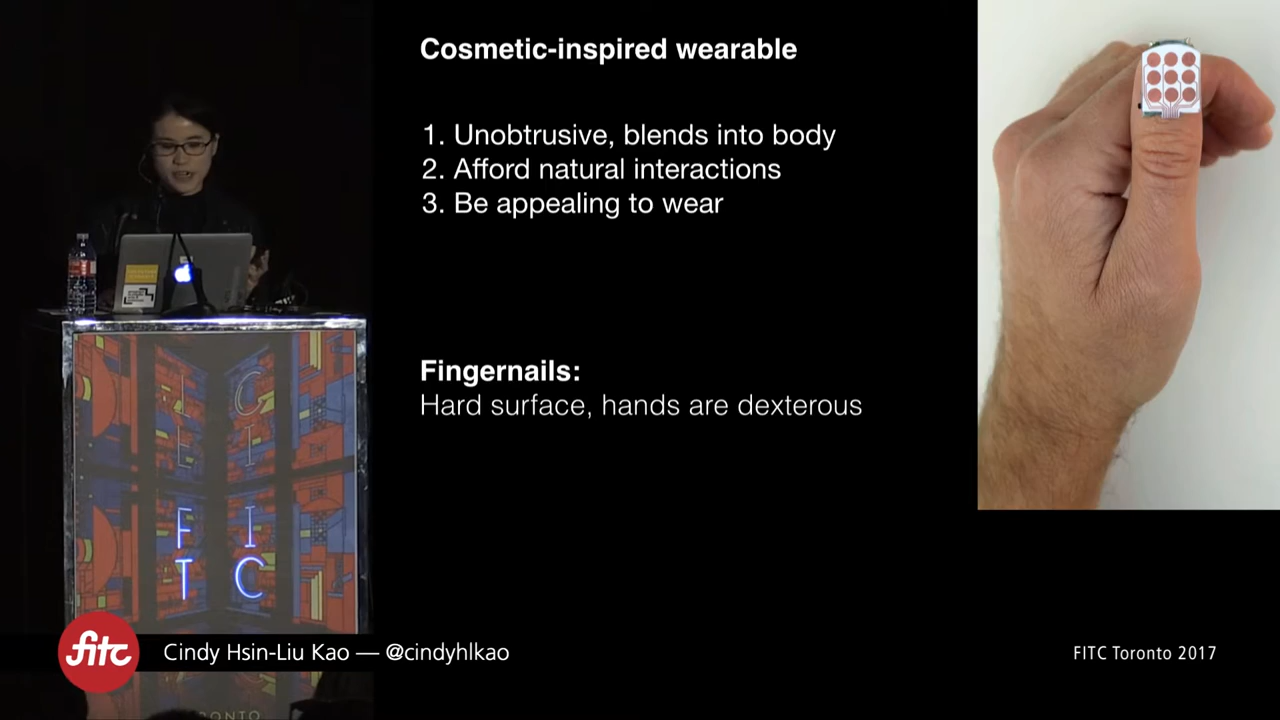 Cosmetic-inspired wearable
1. Unobtrusive, blends into body
2. Afford natural interactions
3. Be appealing to wear
Fingernails:
Hard surface, hands are dexterous
L C
E I
F I
T C
fitc
Cindy Hsin-Liu Kao — @cindyhlkao
FITC Toronto 2017